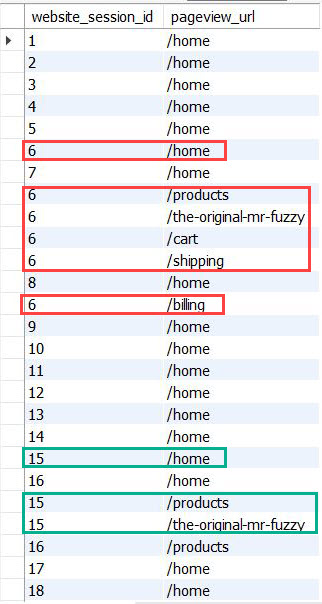 website_session_id pageview_url
1 /home
2 /home
3 /home
4 /home
5 /home
6 /home
7 /home
6 /products
6 /the-original-mr-fuzzy
6 /cart
6 /shipping
8 /home
6 /billing
9 /home
10 /home
11 /home
12 /home
13 /home
14 /home
15 /home
16 /home
15 /products
15 /the-original-mr-fuzzy
16 /products
17 /home
18 /home